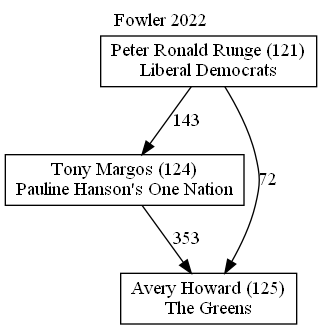 Fowler 2022
Peter Ronald Runge (121)
Liberal Democrats
143
Tony Margos (124)
Pauline Hanson's One Nation
72
353
Avery Howard (125)
The Greens